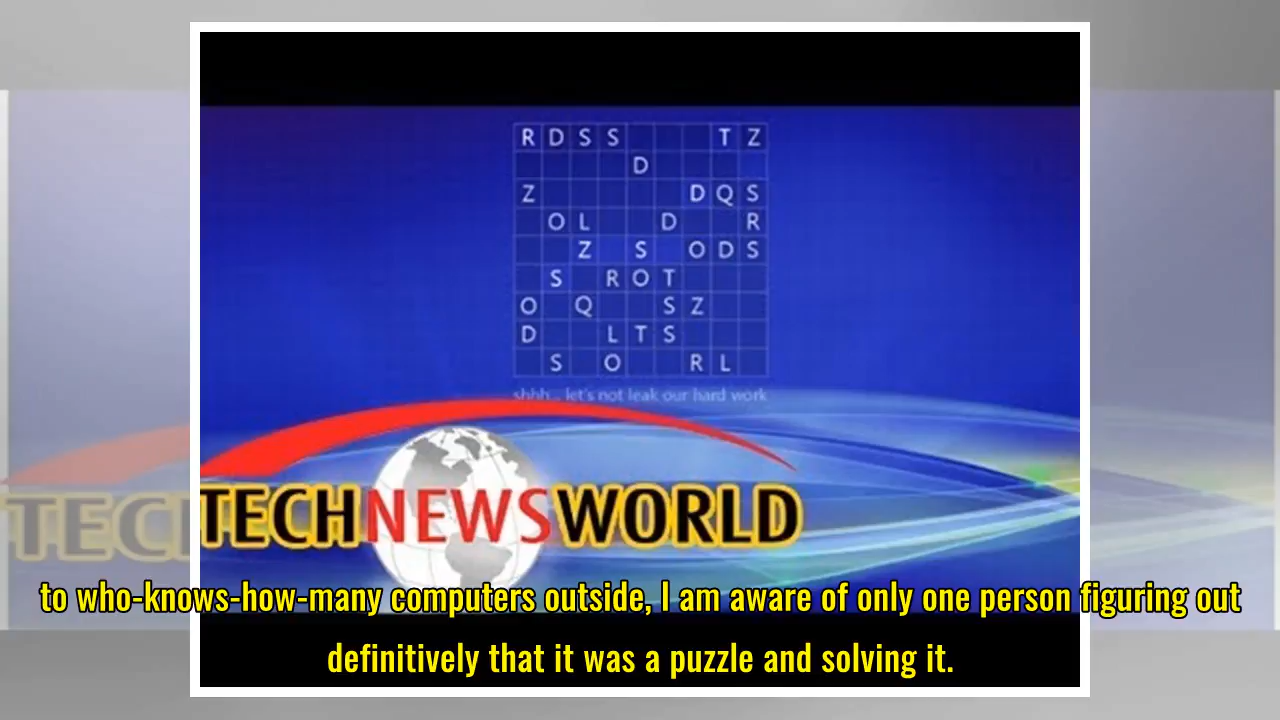 R D S S T Z
D
Z D Q S
O L D R
Z S O D S
S R O T
O Q S Z
D L T S
S O R L
shhh... let's not leak our hard work
TECHNEWSWORLD
TECH
to who-knows-how-many computers outside, I am aware of only one person figuring out
definitively that it was a puzzle and solving it.